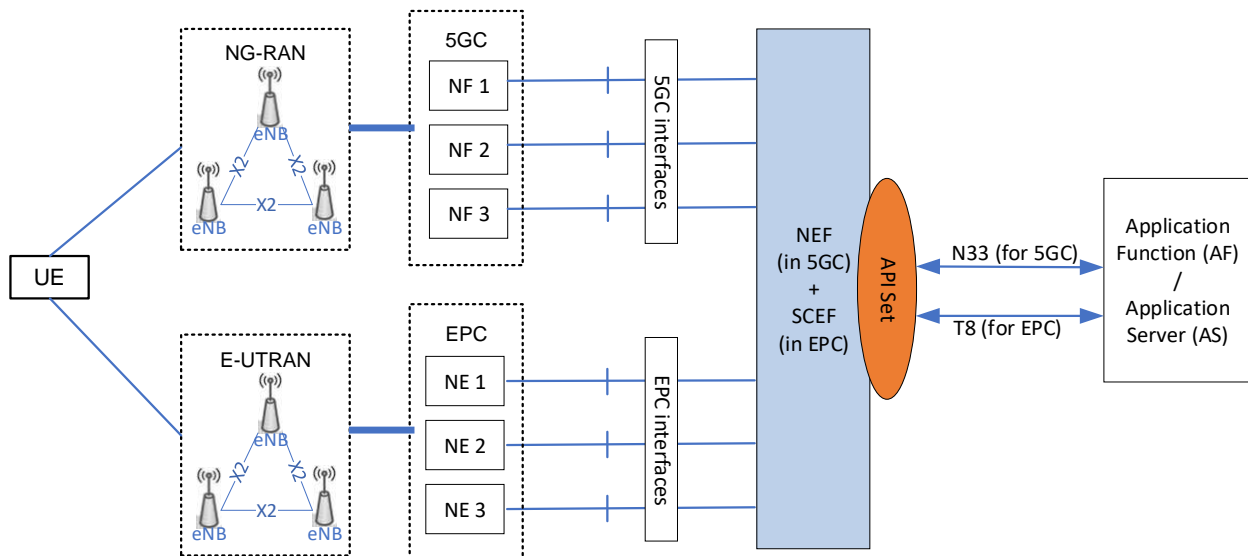 NG-RAN
eNB
X2
X2
eNB
X2
eNB
5GC
NF 1
NF 2
NF 3
5GC interfaces
UE
E-UTRAN
eNB
X2
X2
eNB
X2
eNB
EPC
NE 1
NE 2
NE 3
EPC interfaces
NEF
(in 5GC)
+
SCEF
(in EPC)
API Set
N33 (for 5GC)
T8 (for EPC)
Application
Function (AF)
/
Application
Server (AS)